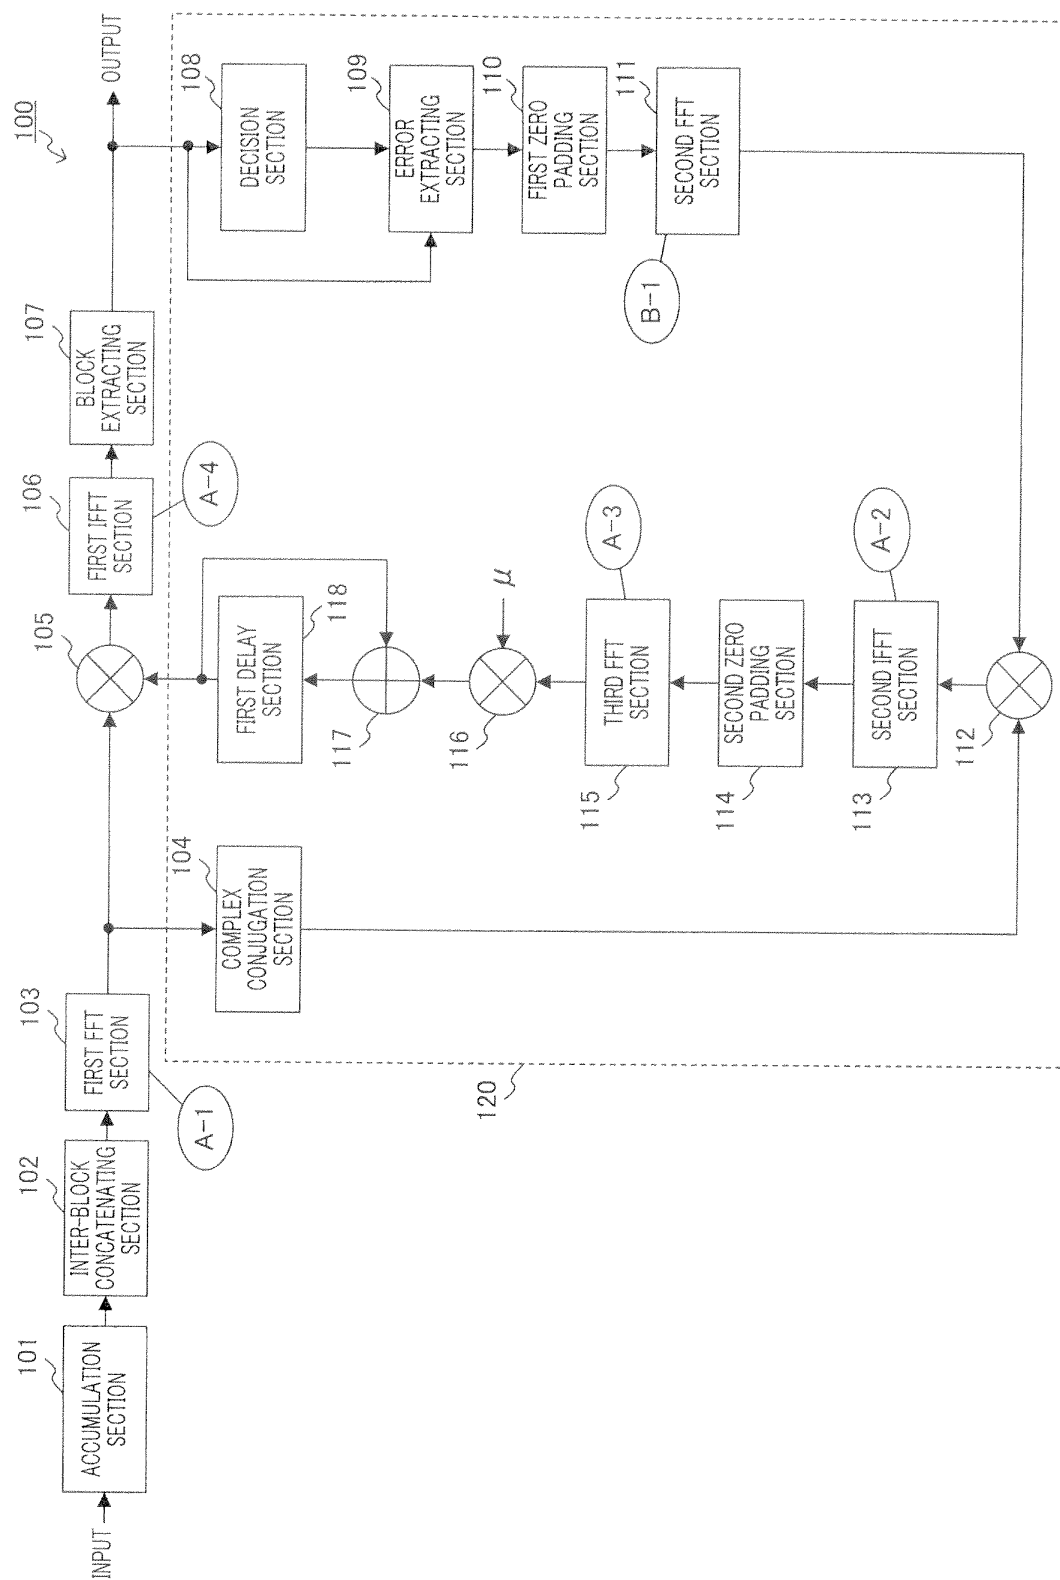 100
INPUT
101
ACCUMULATION
SECTION
102
INTER-BLOCK
CONCATENATING
SECTION
103
FIRST FFT
SECTION
A-1
105
106
FIRST IFFT
SECTION
A-4
107
BLOCK
EXTRACTING
SECTION
OUTPUT
104
COMPLEX
CONJUGATION
SECTION
FIRST DELAY
SECTION
118
108
DECISION
SECTION
109
ERROR
EXTRACTING
SECTION
110
FIRST ZERO
PADDING
SECTION
111
SECOND FFT
SECTION
B-1
117
116
μ
115
THIRD FFT
SECTION
A-3
114
SECOND ZERO
PADDING
SECTION
113
SECOND IFFT
SECTION
A-2
112
120